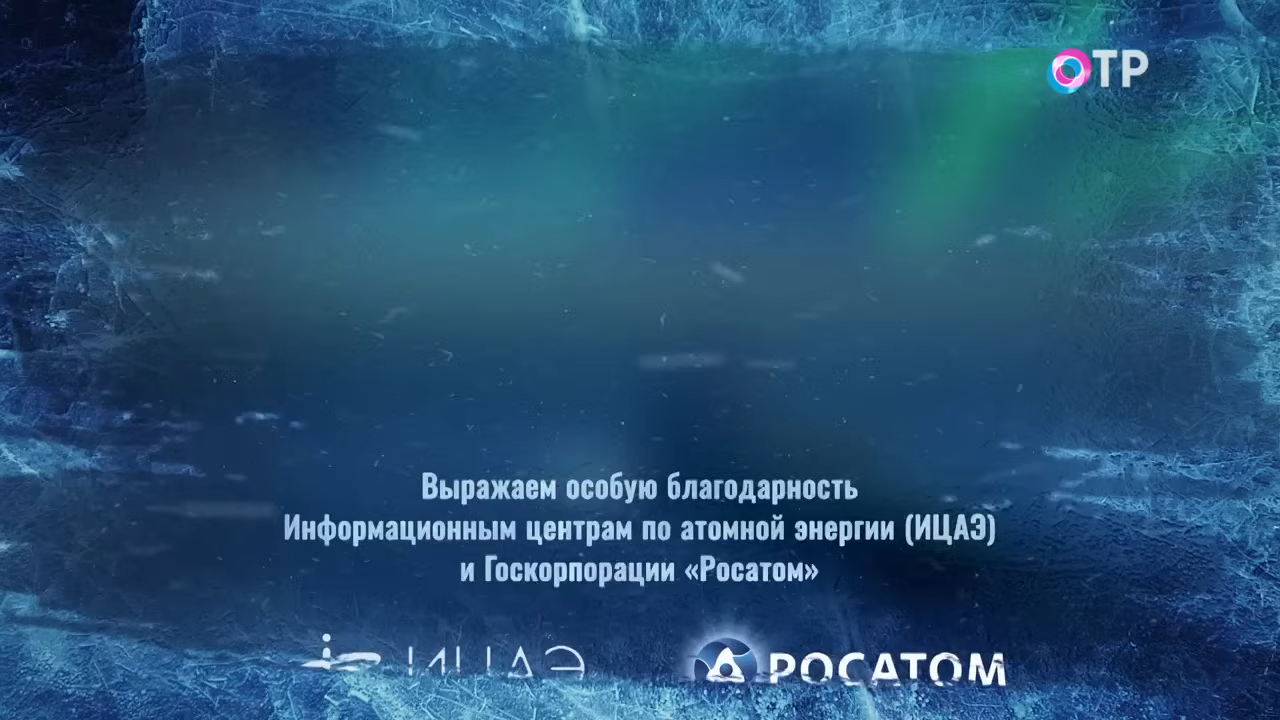 ОТР
Выражаем особую благодарность
Информационным центрам по атомной энергии (ИЦАЭ)
и Госкорпорации «Росатом»
ИЦАЭ
РОСАТОМ